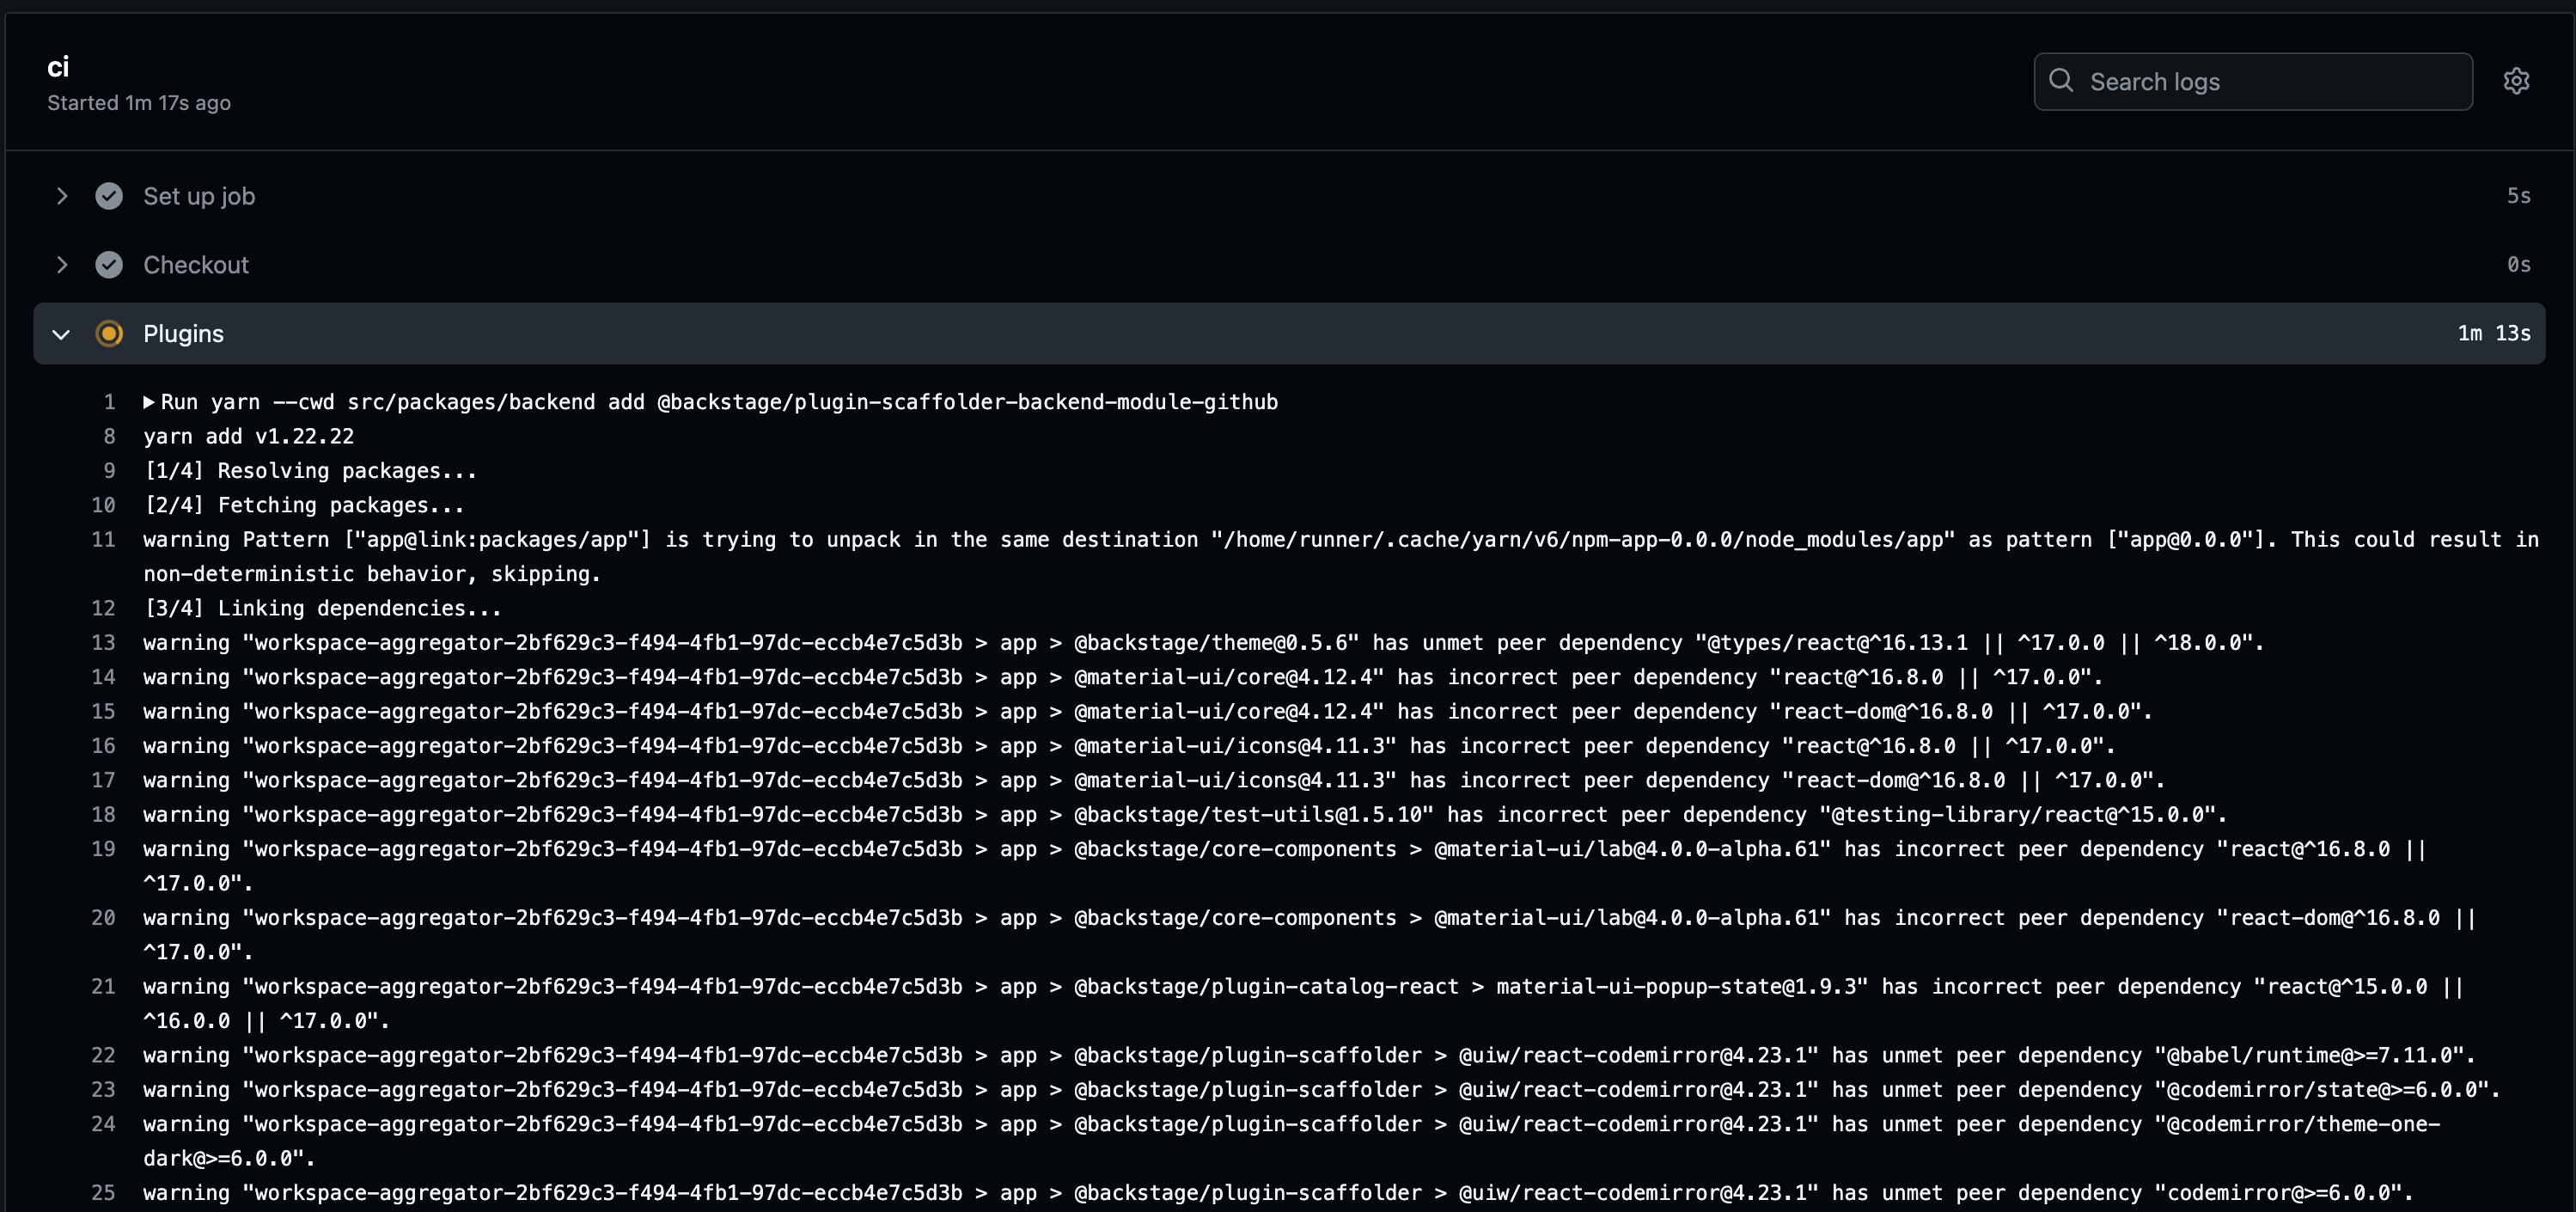 ci
Started 1m 17s ago
Search logs
Set up job 5s
Checkout 0s
Plugins 1m 13s
1 Run yarn --cwd src/packages/backend add @backstage/plugin-scaffolder-backend-module-github
8 yarn add v1.22.22
9 [1/4] Resolving packages...
10 [2/4] Fetching packages...
11 warning Pattern ["app@link:packages/app"] is trying to unpack in the same destination "/home/runner/.cache/yarn/v6/npm-app-0.0.0/node_modules/app" as pattern ["app@0.0.0"]. This could result in
non-deterministic behavior, skipping.
12 [3/4] Linking dependencies...
13 warning "workspace-aggregator-2bf629c3-f494-4fb1-97dc-eccb4e7c5d3b > app > @backstage/theme@0.5.6" has unmet peer dependency "@types/react@^16.13.1 || ^17.0.0 || ^18.0.0".
14 warning "workspace-aggregator-2bf629c3-f494-4fb1-97dc-eccb4e7c5d3b > app > @material-ui/core@4.12.4" has incorrect peer dependency "react@^16.8.0 || ^17.0.0".
15 warning "workspace-aggregator-2bf629c3-f494-4fb1-97dc-eccb4e7c5d3b > app > @material-ui/core@4.12.4" has incorrect peer dependency "react-dom@^16.8.0 || ^17.0.0".
16 warning "workspace-aggregator-2bf629c3-f494-4fb1-97dc-eccb4e7c5d3b > app > @material-ui/icons@4.11.3" has incorrect peer dependency "react@^16.8.0 || ^17.0.0".
17 warning "workspace-aggregator-2bf629c3-f494-4fb1-97dc-eccb4e7c5d3b > app > @material-ui/icons@4.11.3" has incorrect peer dependency "react-dom@^16.8.0 || ^17.0.0".
18 warning "workspace-aggregator-2bf629c3-f494-4fb1-97dc-eccb4e7c5d3b > app > @backstage/test-utils@1.5.10" has incorrect peer dependency "@testing-library/react@^15.0.0".
19 warning "workspace-aggregator-2bf629c3-f494-4fb1-97dc-eccb4e7c5d3b > app > @backstage/core-components > @material-ui/lab@4.0.0-alpha.61" has incorrect peer dependency "react@^16.8.0 ||
^17.0.0".
20 warning "workspace-aggregator-2bf629c3-f494-4fb1-97dc-eccb4e7c5d3b > app > @backstage/core-components > @material-ui/lab@4.0.0-alpha.61" has incorrect peer dependency "react-dom@^16.8.0 ||
^17.0.0".
21 warning "workspace-aggregator-2bf629c3-f494-4fb1-97dc-eccb4e7c5d3b > app > @backstage/plugin-catalog-react > material-ui-popup-state@1.9.3" has incorrect peer dependency "react@^15.0.0 ||
^16.0.0 || ^17.0.0".
22 warning "workspace-aggregator-2bf629c3-f494-4fb1-97dc-eccb4e7c5d3b > app > @backstage/plugin-scaffolder > @uiw/react-codemirror@4.23.1" has unmet peer dependency "@babel/runtime@>=7.11.0".
23 warning "workspace-aggregator-2bf629c3-f494-4fb1-97dc-eccb4e7c5d3b > app > @backstage/plugin-scaffolder > @uiw/react-codemirror@4.23.1" has unmet peer dependency "@codemirror/state@>=6.0.0".
24 warning "workspace-aggregator-2bf629c3-f494-4fb1-97dc-eccb4e7c5d3b > app > @backstage/plugin-scaffolder > @uiw/react-codemirror@4.23.1" has unmet peer dependency "@codemirror/theme-one-
dark@>=6.0.0".
25 warning "workspace-aggregator-2bf629c3-f494-4fb1-97dc-eccb4e7c5d3b > app > @backstage/plugin-scaffolder > @uiw/react-codemirror@4.23.1" has unmet peer dependency "codemirror@>=6.0.0".